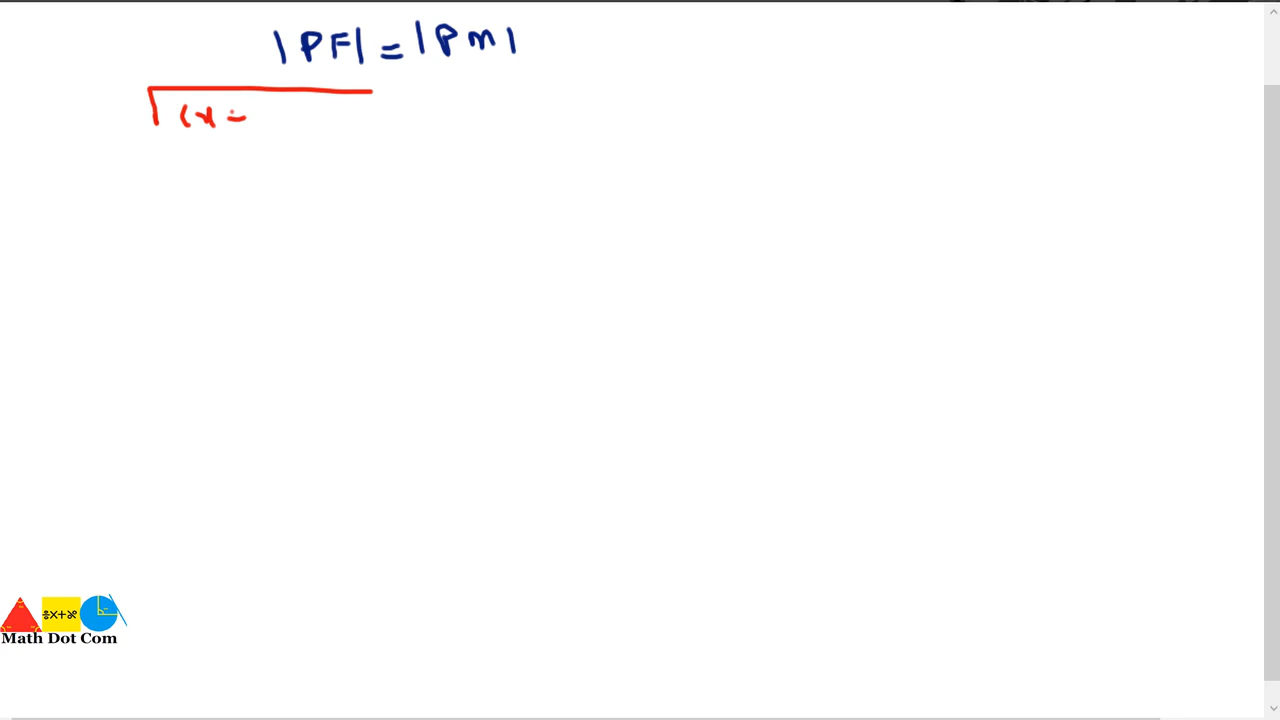 |PF| = |PM|
√(x =
÷X+%
Math Dot Com